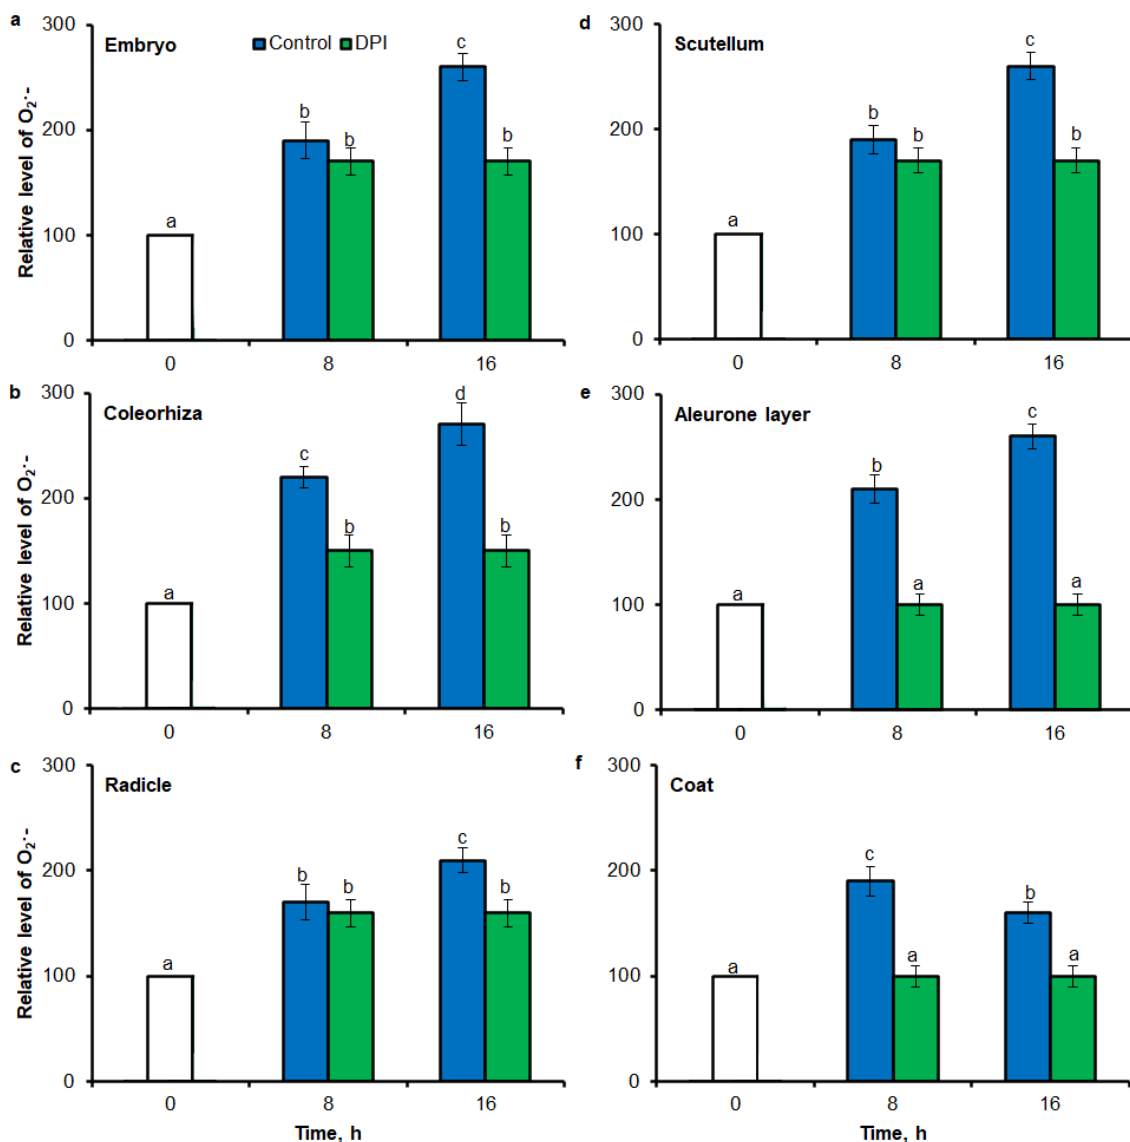 a
Embryo
Control
DPI
Relative level of O₂·-
300
200
100
0
a
b
b
c
b
0
8
16
d
Scutellum
300
200
100
0
a
b
b
c
b
0
8
16
b
Coleorhiza
Relative level of O₂·-
300
200
100
0
a
c
b
d
b
0
8
16
e
Aleurone layer
300
200
100
0
a
b
a
c
a
0
8
16
c
Radicle
Relative level of O₂·-
300
200
100
0
a
b
b
c
b
0
8
16
Time, h
f
Coat
300
200
100
0
a
c
a
b
a
0
8
16
Time, h